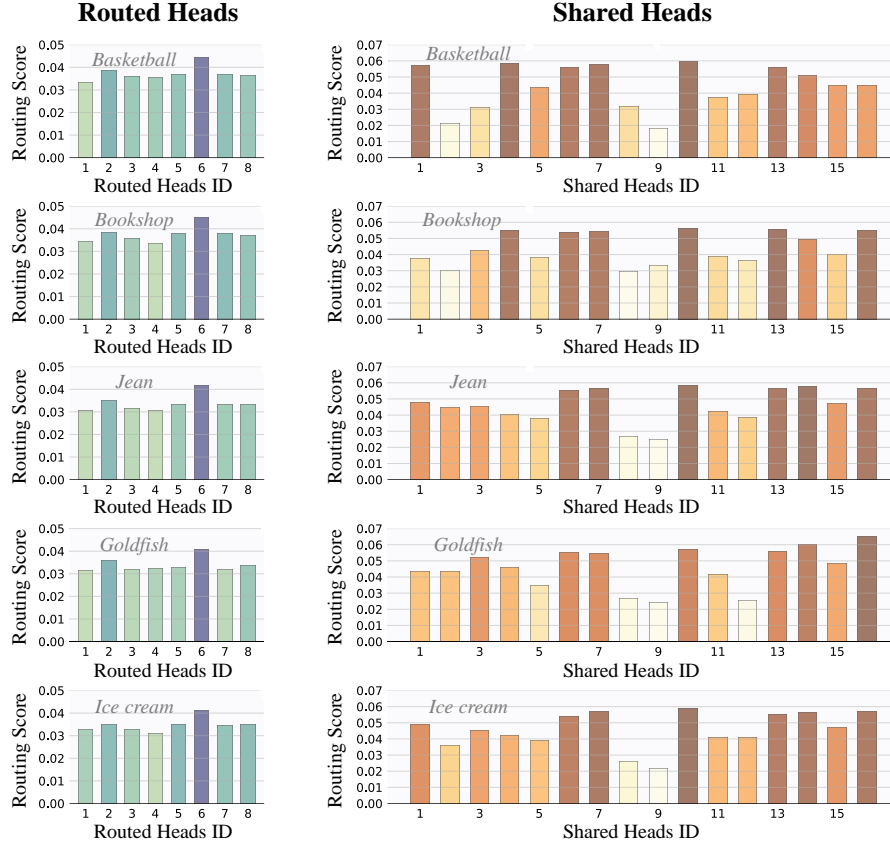 Routed Heads
Shared Heads
Basketball
Routing Score
0.05
0.04
0.03
0.02
0.01
0.00
1 2 3 4 5 6 7 8
Routed Heads ID
Basketball
Routing Score
0.07
0.06
0.05
0.04
0.03
0.02
0.01
0.00
1 3 5 7 9 11 13 15
Shared Heads ID
Bookshop
Routing Score
0.05
0.04
0.03
0.02
0.01
0.00
1 2 3 4 5 6 7 8
Routed Heads ID
Bookshop
Routing Score
0.07
0.06
0.05
0.04
0.03
0.02
0.01
0.00
1 3 5 7 9 11 13 15
Shared Heads ID
Jean
Routing Score
0.05
0.04
0.03
0.02
0.01
0.00
1 2 3 4 5 6 7 8
Routed Heads ID
Jean
Routing Score
0.07
0.06
0.05
0.04
0.03
0.02
0.01
0.00
1 3 5 7 9 11 13 15
Shared Heads ID
Goldfish
Routing Score
0.05
0.04
0.03
0.02
0.01
0.00
1 2 3 4 5 6 7 8
Routed Heads ID
Goldfish
Routing Score
0.07
0.06
0.05
0.04
0.03
0.02
0.01
0.00
1 3 5 7 9 11 13 15
Shared Heads ID
Ice cream
Routing Score
0.05
0.04
0.03
0.02
0.01
0.00
1 2 3 4 5 6 7 8
Routed Heads ID
Ice cream
Routing Score
0.07
0.06
0.05
0.04
0.03
0.02
0.01
0.00
1 3 5 7 9 11 13 15
Shared Heads ID